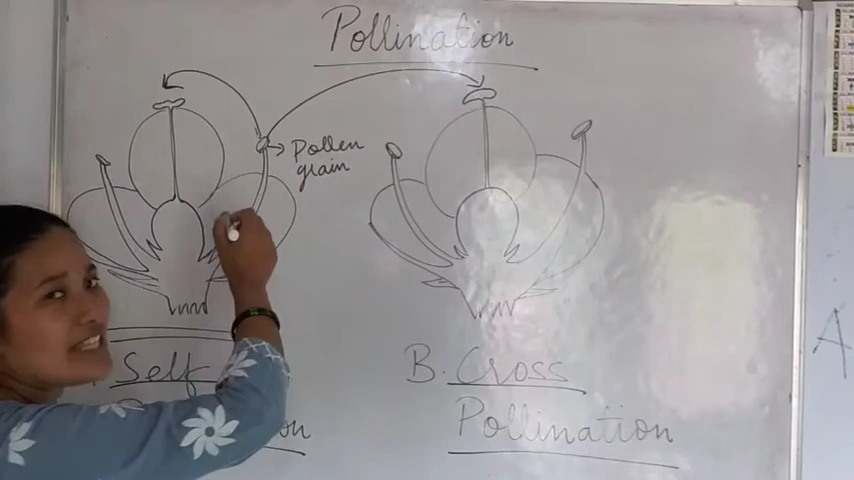 Pollination
Pollen
grain
Self
B. Cross
Pollination
A